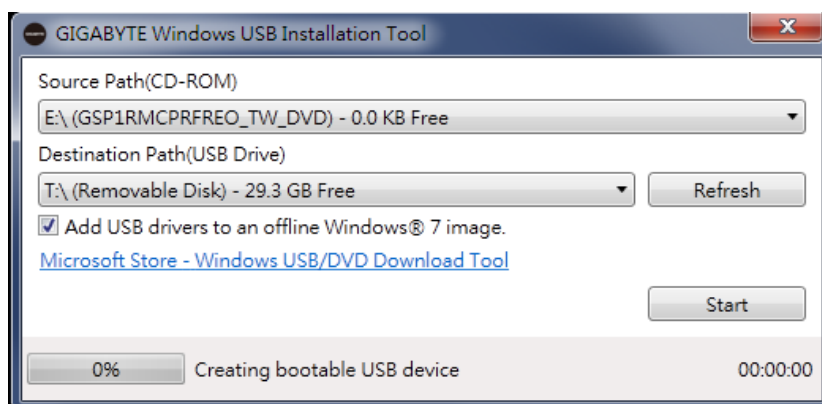 GIGABYTE Windows USB Installation Tool
Source Path(CD-ROM)
E:\ (GSP1RMCPRFREO_TW_DVD) - 0.0 KB Free
Destination Path(USB Drive)
T:\ (Removable Disk) - 29.3 GB Free
Refresh
Add USB drivers to an offline Windows® 7 image.
Microsoft Store - Windows USB/DVD Download Tool
Start
0% Creating bootable USB device 00:00:00